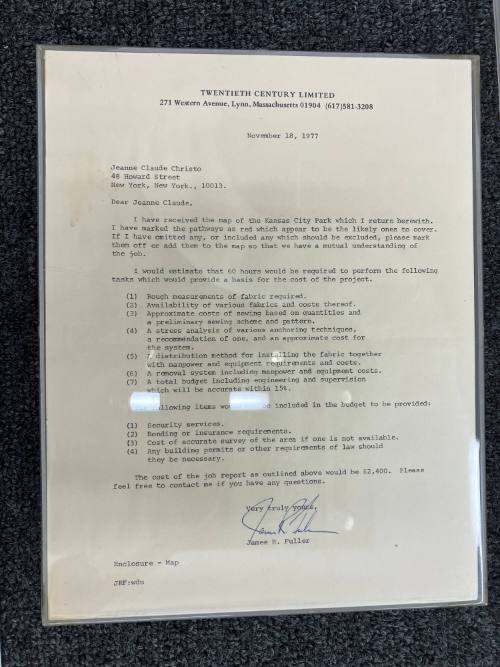 TWENTIETH CENTURY LIMITED
271 Western Avenue, Lynn, Massachusetts 01904 (617)581-3208
November 18, 1977
Jeanne Claude Christo
48 Howard Street
New York, New York., 10013.
Dear Jeanne Claude,
I have received the map of the Kansas City Park which I return herewith.
I have marked the pathways as red which appear to be the likely ones to cover.
If I have omitted any, or included any which should be excluded, please mark
them off or add them to the map so that we have a mutual understanding of
the job.
I would estimate that 60 hours would be required to perform the following
tasks which would provide a basis for the cost of the project.
(1) Rough measurements of fabric required.
(2) Availability of various fabrics and costs thereof.
(3) Approximate costs of sewing based on quantities and
a preliminary sewing scheme and pattern.
(4) A stress analysis of various anchoring techniques,
a recommendation of one, and an approximate cost for
the system.
(5) A distribution method for installing the fabric together
with manpower and equipment requirements and costs.
(6) A removal system including manpower and equipment costs.
(7) A total budget including engineering and supervision
which will be accurate within 15%.
following items included in the budget to be provided:
(1) Security services.
(2) Bonding or insurance requirements.
(3) Cost of accurate survey of the area if one is not available.
(4) Any building permits or other requirements of law should
they be necessary.
The cost of the job report as outlined above would be $2,400. Please
feel free to contact me if you have any questions.
Very truly yours,
James R. Fuller
James R. Fuller
Enclosure - Map
JRF:wdu